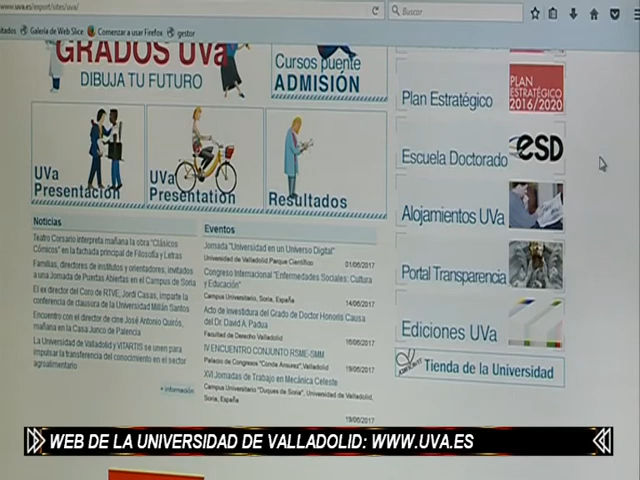 www.uva.es/export/sites/uva/
Buscar
Galería de Web Slice
Comenzar a usar Firefox
gestor
GRADOS UVa
DIBUJA TU FUTURO
Cursos puente
ADMISIÓN
UVa
Presentación
UVa
Presentation
Resultados
Plan Estratégico
PLAN
ESTRATÉGICO
2016/2020
Escuela Doctorado
esD
Alojamientos UVa
Portal Transparencia
Ediciones UVa
Tienda de la Universidad
Noticias
Teatro Corsario interpreta mañana la obra "Clásicos
Cómicos" en la fachada principal de Filosofía y Letras
Familias, directores de institutos y orientadores, invitados
a una Jornada de Puertas Abiertas en el Campus de Soria
El ex director del Coro de RTVE, Jordi Casas, imparte la
conferencia de clausura de la Universidad Millán Santos
Encuentro con el director de cine José Antonio Quirós,
mañana en la Casa Junco de Palencia
La Universidad de Valladolid y VITARTIS se unen para
impulsar la transferencia del conocimiento en el sector
agroalimentario
+ información
Eventos
Jornada "Universidad en un Universo Digital"
01/06/2017
Universidad de Valladolid,Parque Científico
Congreso Internacional "Enfermedades Sociales: Cultura
y Educación"
14/06/2017
Campus Universitario, Soria, España
Acto de investidura del Grado de Doctor Honoris Causa
del Dr. David A. Padua
16/06/2017
Facultad de Derecho Valladolid
IV ENCUENTRO CONJUNTO RSME-SMM
19/06/2017
Palacio de Congresos "Conde Ansurez",Valladolid
XVI Jornadas de Trabajo en Mecánica Celeste
Campus Universitario "Duques de Soria", Universidad de Valladolid,
Soria, España
19/06/2017
WEB DE LA UNIVERSIDAD DE VALLADOLID: WWW.UVA.ES